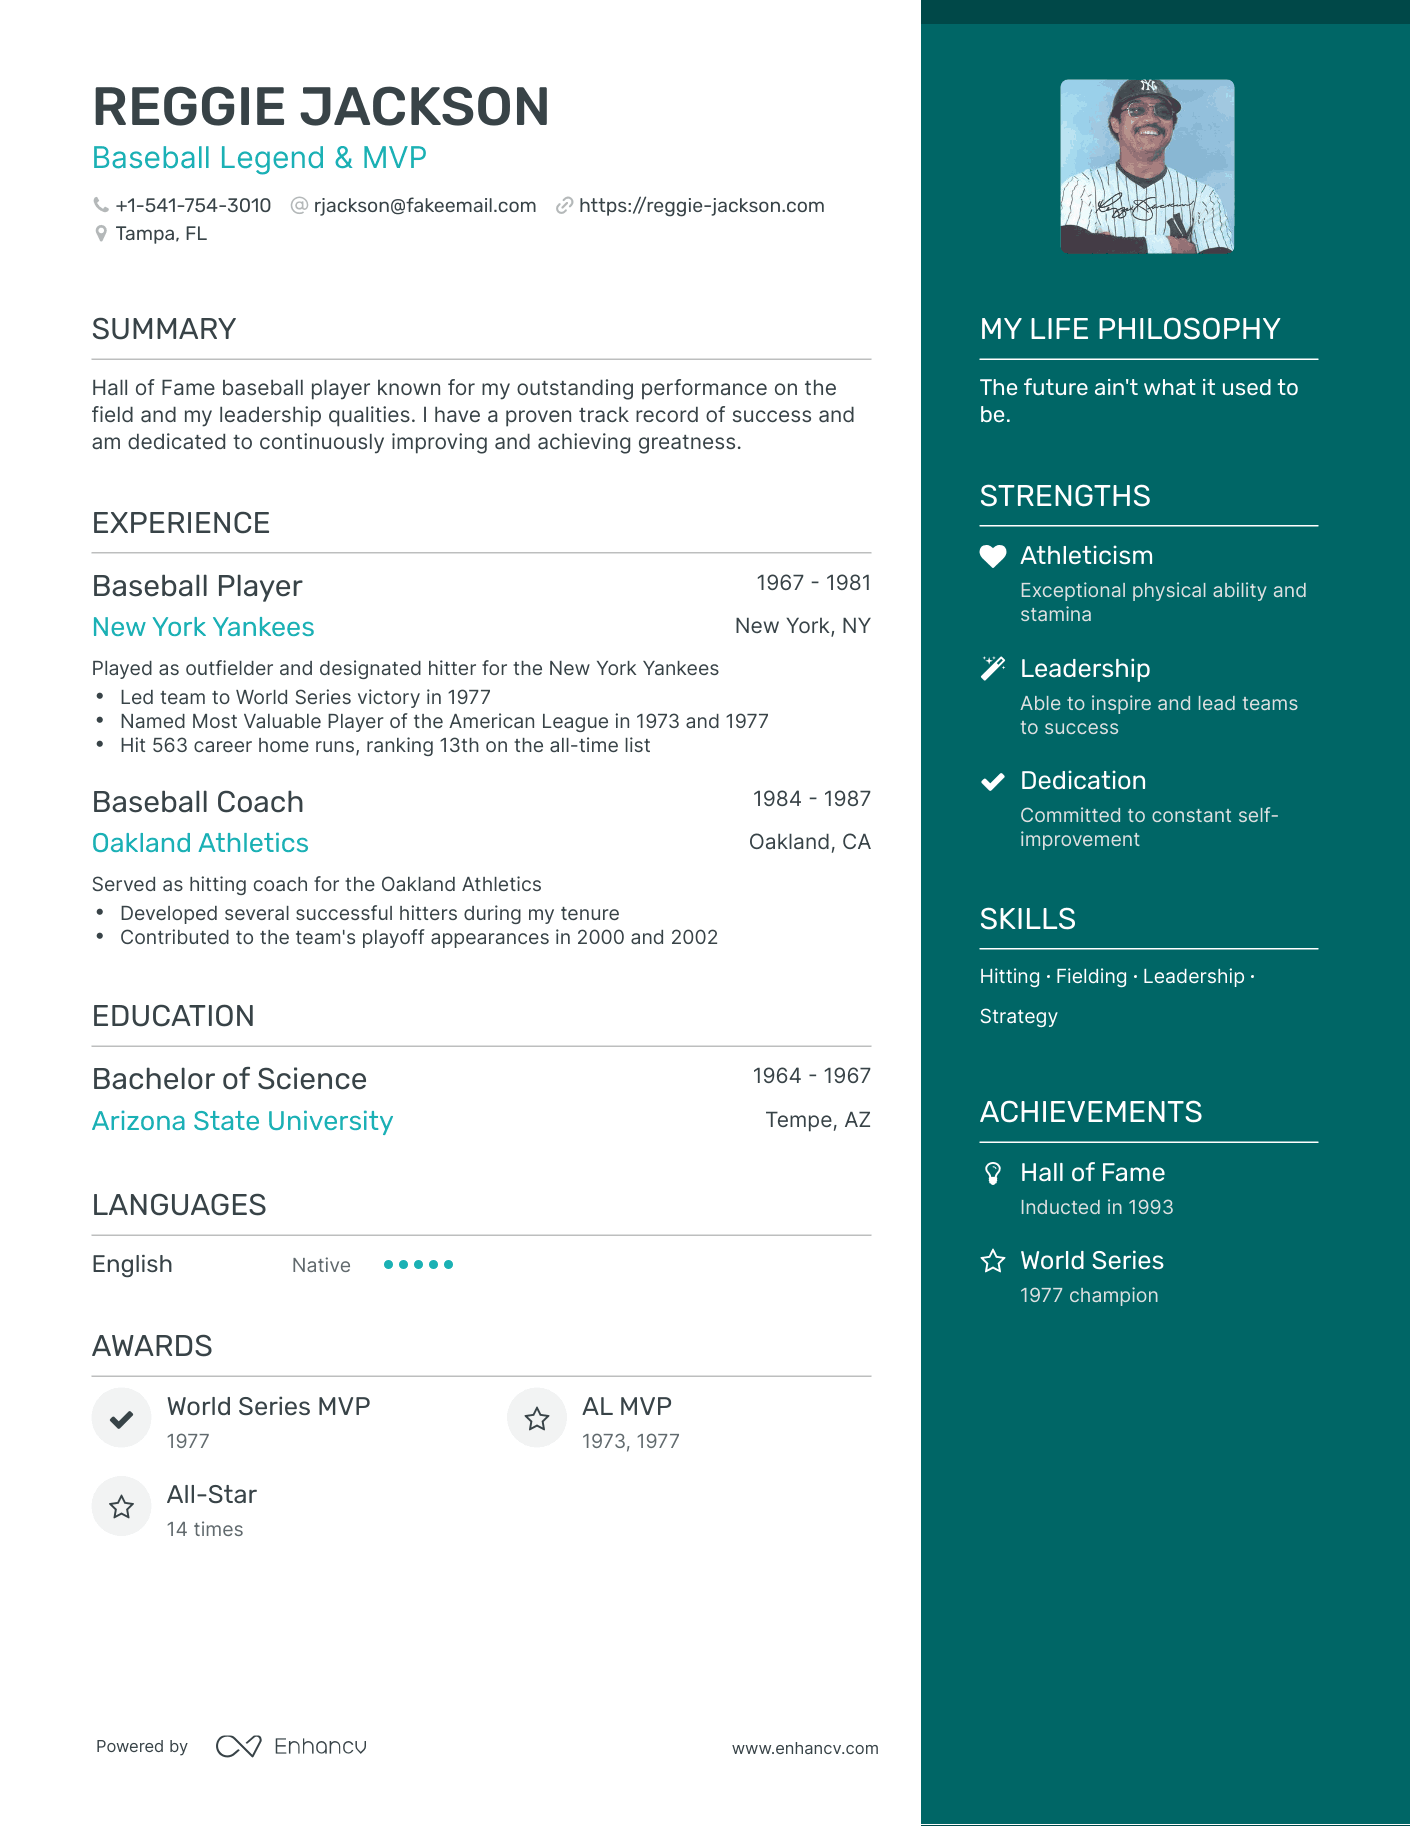 REGGIE JACKSON
Baseball Legend & MVP
+1-541-754-3010 rjackson@fakeemail.com https://reggie-jackson.com
Tampa, FL
SUMMARY
Hall of Fame baseball player known for my outstanding performance on the
field and my leadership qualities. I have a proven track record of success and
am dedicated to continuously improving and achieving greatness.
EXPERIENCE
Baseball Player 1967 - 1981
New York Yankees New York, NY
Played as outfielder and designated hitter for the New York Yankees
• Led team to World Series victory in 1977
• Named Most Valuable Player of the American League in 1973 and 1977
• Hit 563 career home runs, ranking 13th on the all-time list
Baseball Coach 1984 - 1987
Oakland Athletics Oakland, CA
Served as hitting coach for the Oakland Athletics
• Developed several successful hitters during my tenure
• Contributed to the team's playoff appearances in 2000 and 2002
EDUCATION
Bachelor of Science 1964 - 1967
Arizona State University Tempe, AZ
LANGUAGES
English Native
AWARDS
World Series MVP
1977
AL MVP
1973, 1977
All-Star
14 times
Powered by Enhancv www.enhancv.com
NY
Reggie Jackson
MY LIFE PHILOSOPHY
The future ain't what it used to
be.
STRENGTHS
Athleticism
Exceptional physical ability and
stamina
Leadership
Able to inspire and lead teams
to success
Dedication
Committed to constant self-
improvement
SKILLS
Hitting · Fielding · Leadership ·
Strategy
ACHIEVEMENTS
Hall of Fame
Inducted in 1993
World Series
1977 champion